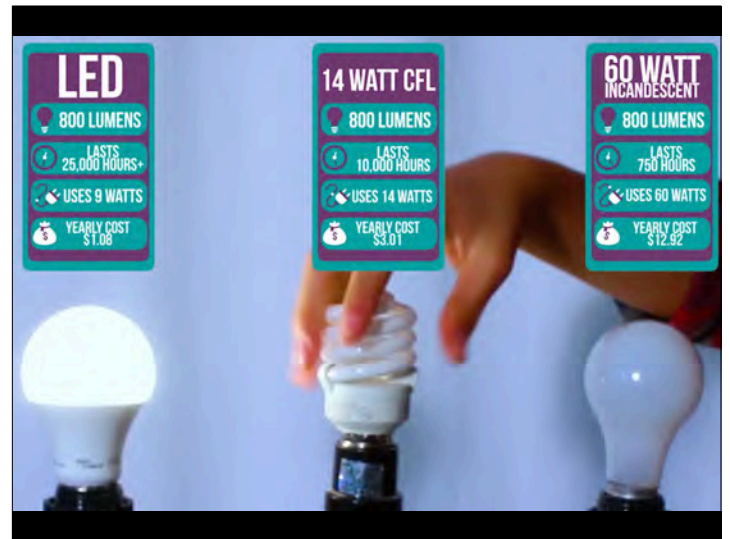 LED
800 LUMENS
LASTS
25,000 HOURS+
USES 9 WATTS
YEARLY COST
$1.08
14 WATT CFL
800 LUMENS
LASTS
10,000 HOURS
USES 14 WATTS
YEARLY COST
$3.01
60 WATT
INCANDESCENT
800 LUMENS
LASTS
750 HOURS
USES 60 WATTS
YEARLY COST
$12.92